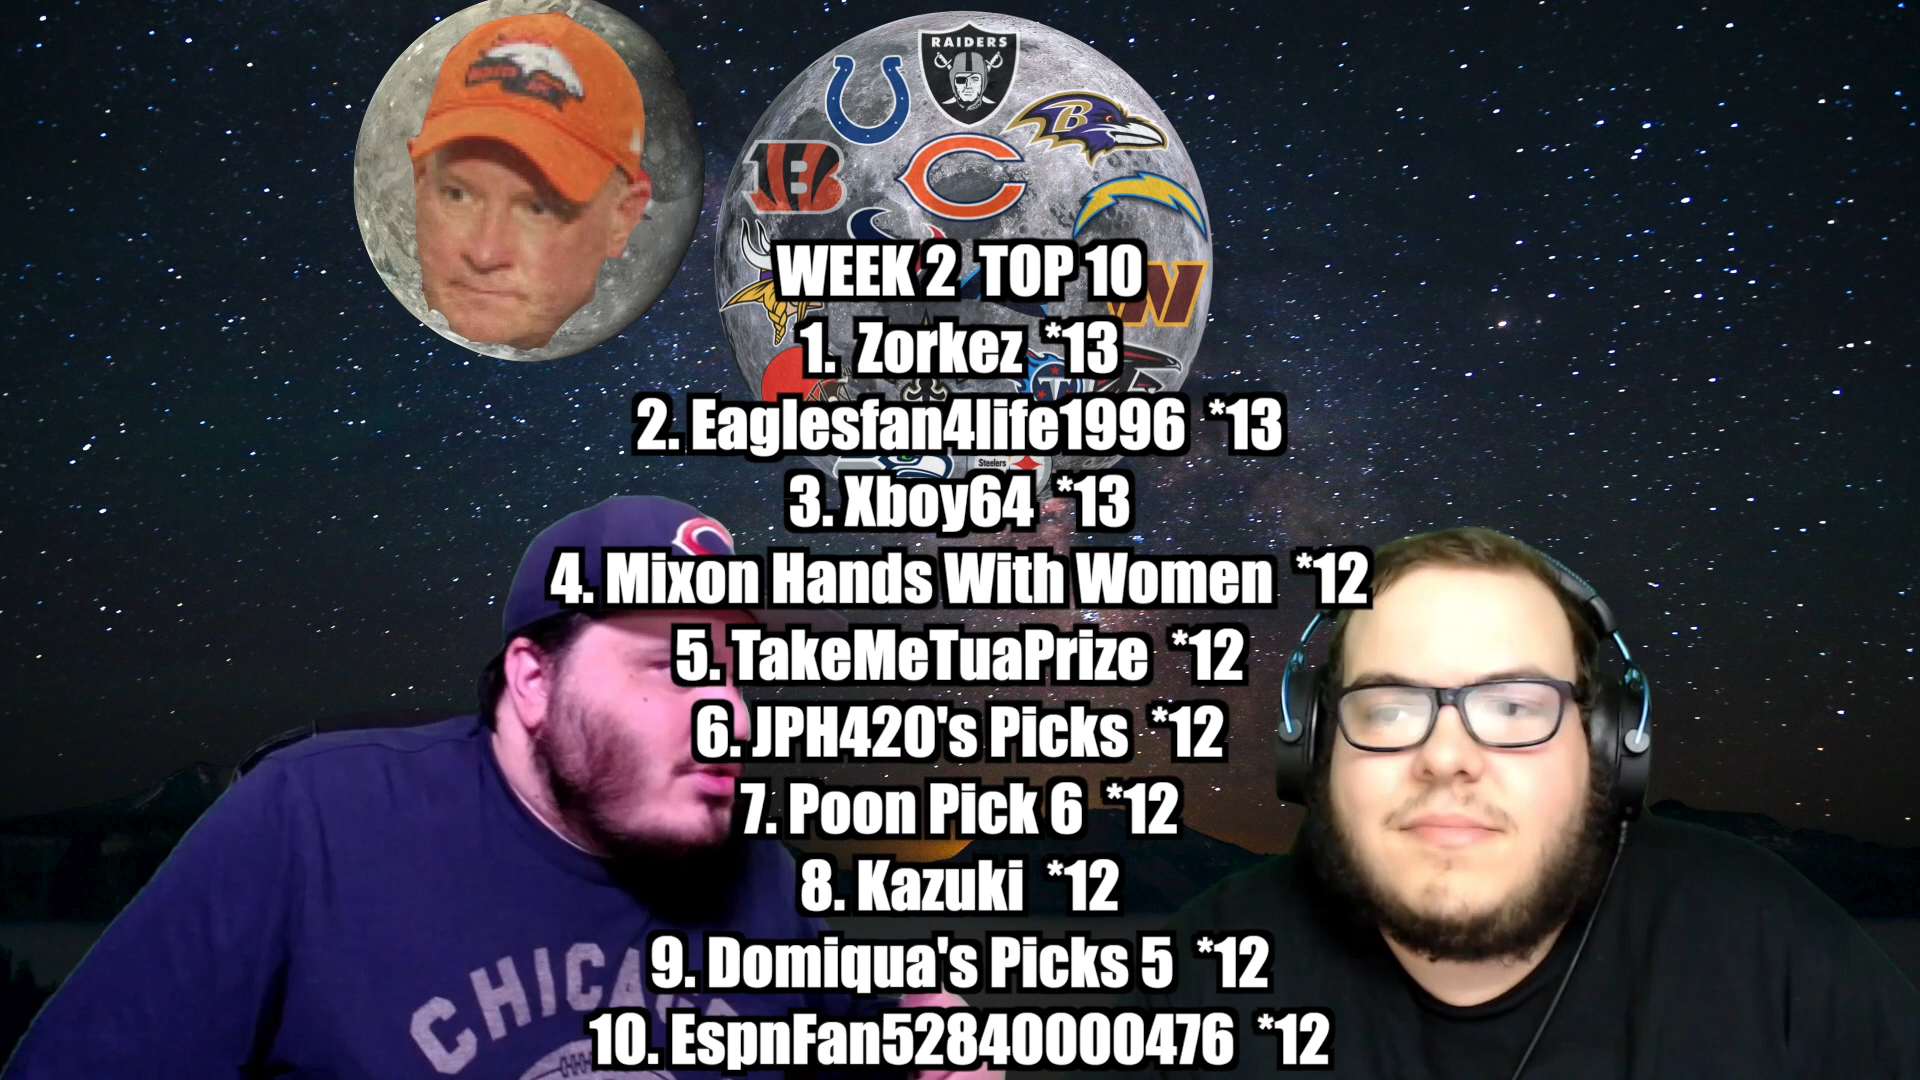 RAIDERS
B
WEEK 2 TOP 10
1. Zorkez *13
T
2. Eaglesfan4life1996 *13
Steelers
3. Xboy64 *13
4. Mixon Hands With Women *12
5. TakeMeTuaPrize *12
6. JPH420's Picks *12
7. Poon Pick 6 *12
8. Kazuki *12
9. Domiqua's Picks 5 *12
CHICA
10. EspnFan52840000476 *12